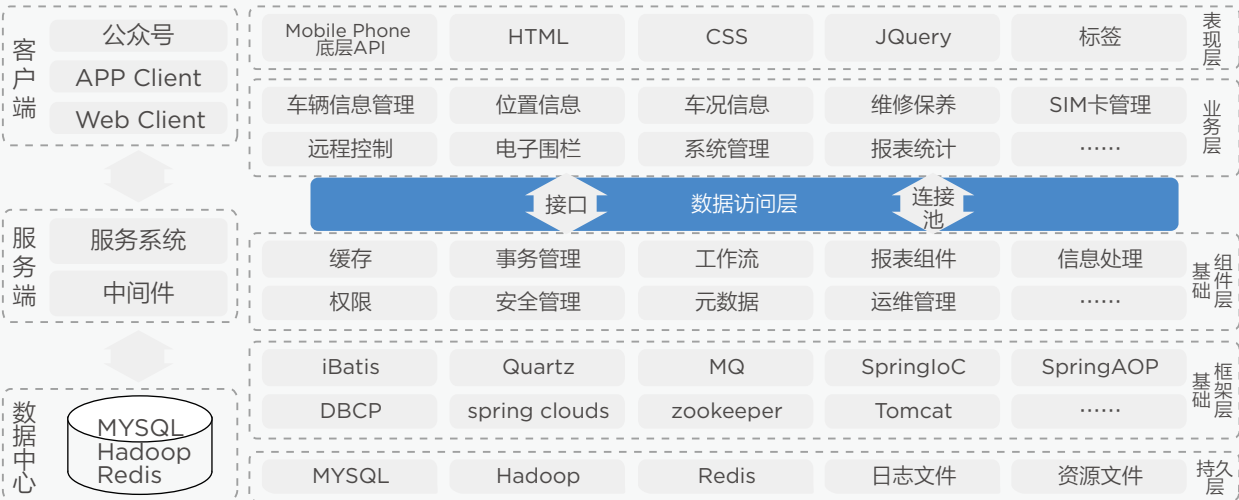 客户端
公众号
APP Client
Web Client
服务端
服务系统
中间件
数据中心
MYSQL
Hadoop
Redis
Mobile Phone
底层API
HTML
CSS
JQuery
标签
表现层
车辆信息管理
位置信息
车况信息
维修保养
SIM卡管理
远程控制
电子围栏
系统管理
报表统计
……
业务层
接口
数据访问层
连接
池
缓存
事务管理
工作流
报表组件
信息处理
权限
安全管理
元数据
运维管理
……
基础
组件层
iBatis
Quartz
MQ
SpringIoC
SpringAOP
DBCP
spring clouds
zookeeper
Tomcat
……
基础
框架层
MYSQL
Hadoop
Redis
日志文件
资源文件
持久
层